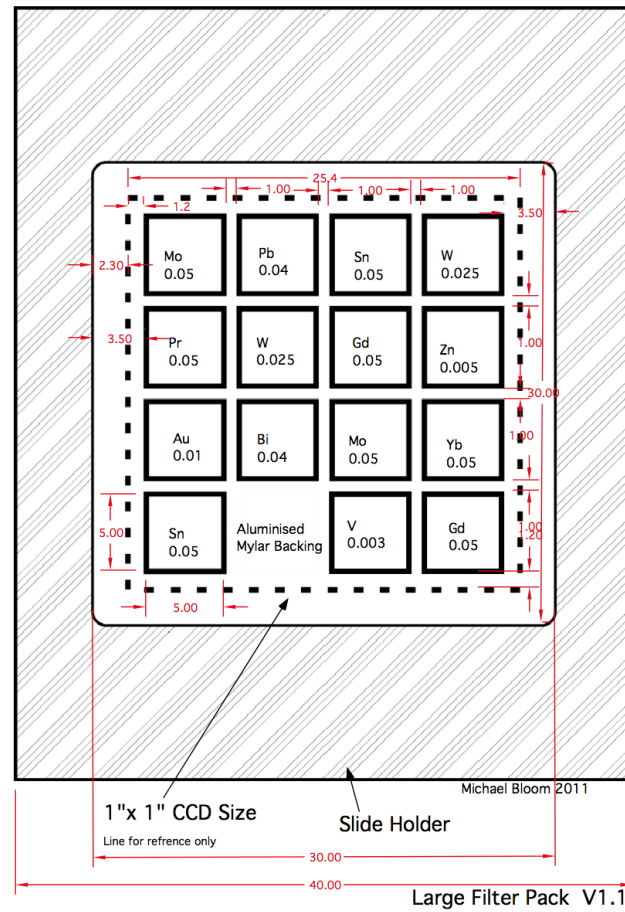 25.4
1.00 1.00 1.00
1.2
3.50
2.30
Mo
0.05
Pb
0.04
Sn
0.05
W
0.025
3.50
Pr
0.05
W
0.025
Gd
0.05
Zn
0.005
1.00
30.00
Au
0.01
Bi
0.04
Mo
0.05
Yb
0.05
1.00
5.00
Sn
0.05
Aluminised
Mylar Backing
V
0.003
Gd
0.05
1.00
1.20
5.00
Michael Bloom 2011
1"x 1" CCD Size
Line for refrence only
Slide Holder
30.00
40.00
Large Filter Pack V1.1